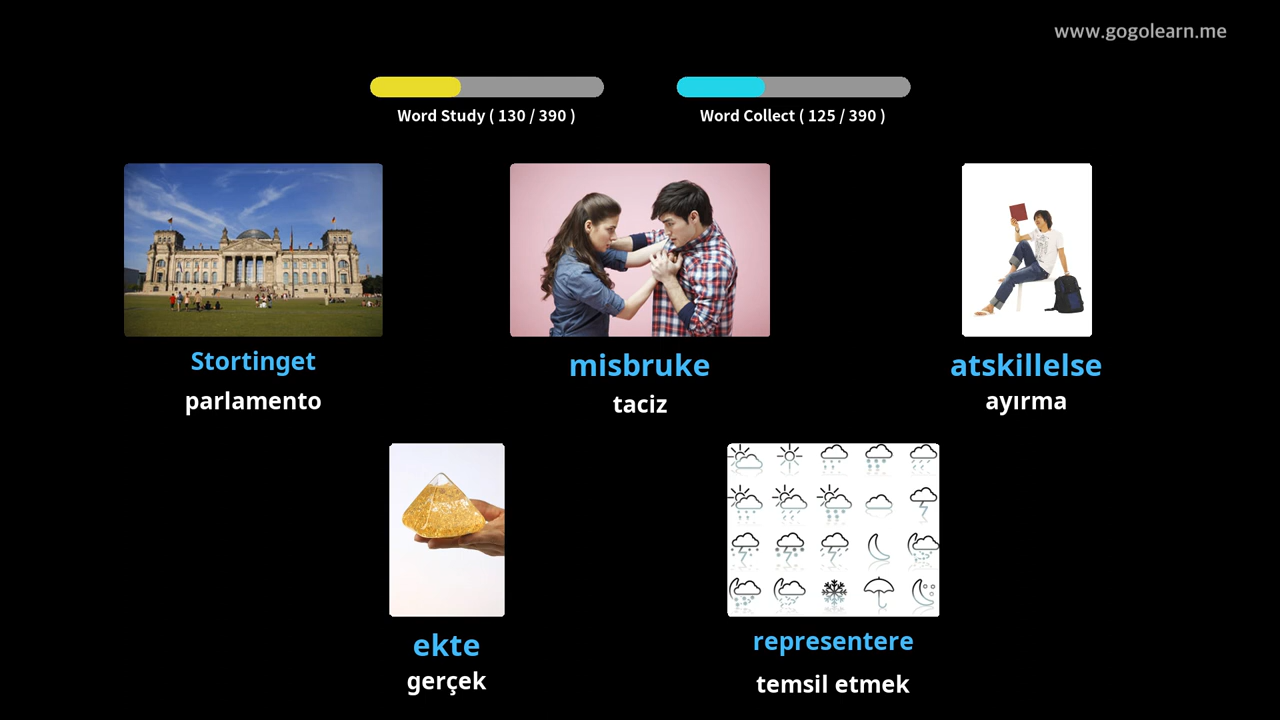 www.gogolearn.me
Word Study ( 130 / 390 )
Word Collect ( 125 / 390 )
Stortinget
parlamento
misbruke
taciz
atskillelse
ayırma
ekte
gerçek
representere
temsil etmek